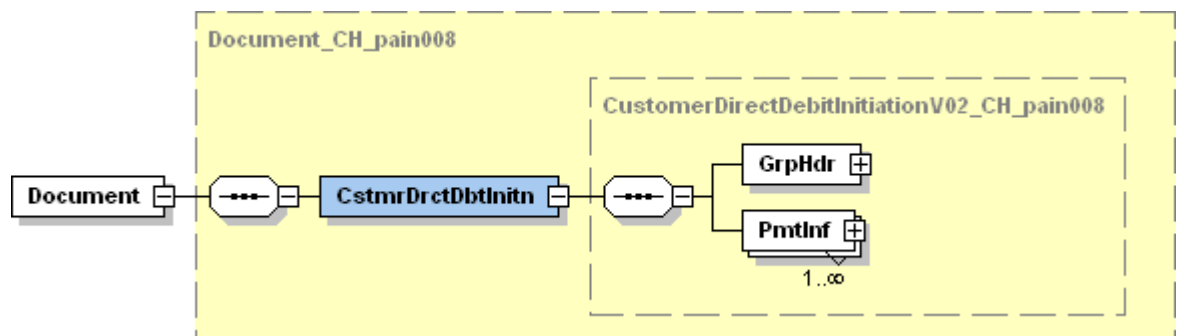 Document_CH_pain008
CustomerDirectDebitInitiationV02_CH_pain008
GrpHdr
Document
CstmrDrctDbtInitn
PmtInf
1..∞